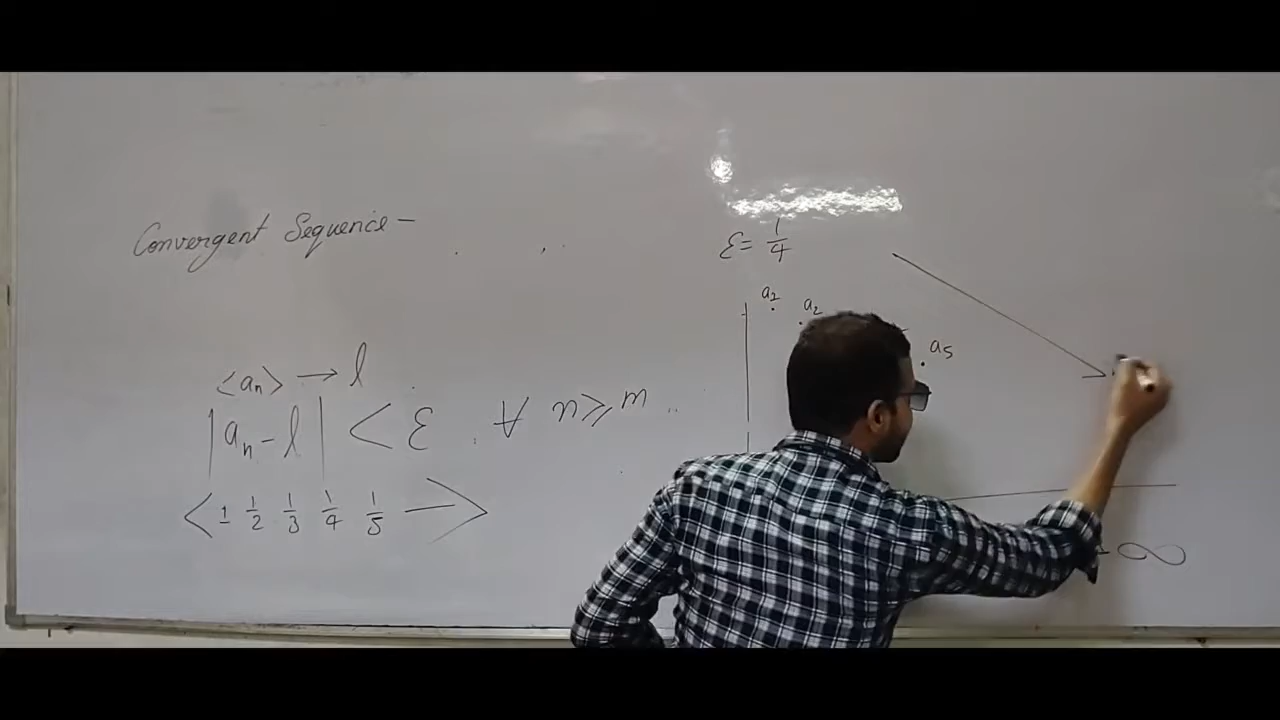 Convergent Sequence -
<aₙ> → l
|aₙ - l| < ε . ∀ n ≥ m ..
< 1 1/2 1/3 1/4 1/5 — >
ε = 1/4
a₁
a₂
a₅
∞